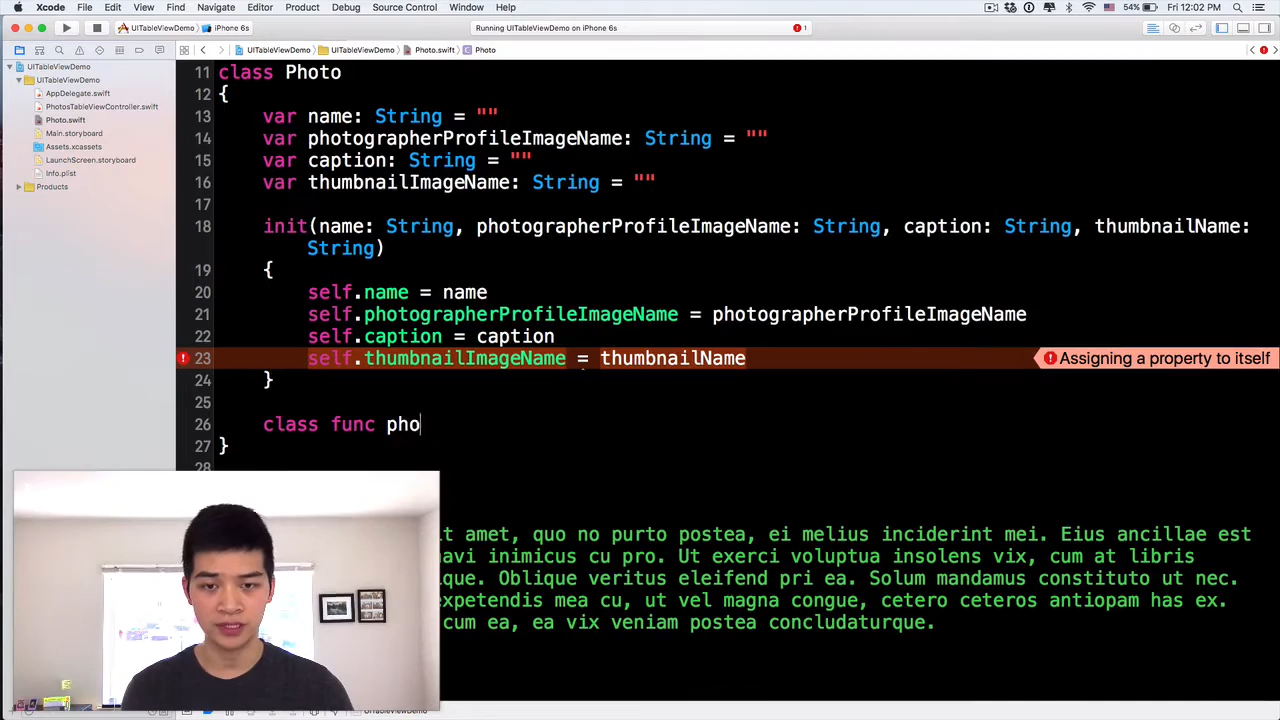 Xcode File Edit View Find Navigate Editor Product Debug Source Control Window Help 54% Fri 12:02 PM
UITableViewDemo iPhone 6s Running UITableViewDemo on iPhone 6s 1
UITableViewDemo UITableViewDemo Photo.swift Photo
UITableViewDemo
UITableViewDemo
AppDelegate.swift
PhotosTableViewController.swift
Photo.swift
Main.storyboard
Assets.xcassets
LaunchScreen.storyboard
Info.plist
Products
11 class Photo
12 {
13 var name: String = ""
14 var photographerProfileImageName: String = ""
15 var caption: String = ""
16 var thumbnailImageName: String = ""
17
18 init(name: String, photographerProfileImageName: String, caption: String, thumbnailName:
String)
19 {
20 self.name = name
21 self.photographerProfileImageName = photographerProfileImageName
22 self.caption = caption
23 self.thumbnailImageName = thumbnailName Assigning a property to itself
24 }
25
26 class func pho
27 }
28
it amet, quo no purto postea, ei melius inciderint mei. Eius ancillae est
inimicus cu pro. Ut exerci voluptua insolens vix, cum at libris
Oblique veritus eleifend pri ea. Solum mandamus constituto ut nec.
expetendis mea cu, ut vel magna congue, cetero ceteros antiopam has ex.
cum ea, ea vix veniam postea concludaturque.
UITableViewDemo